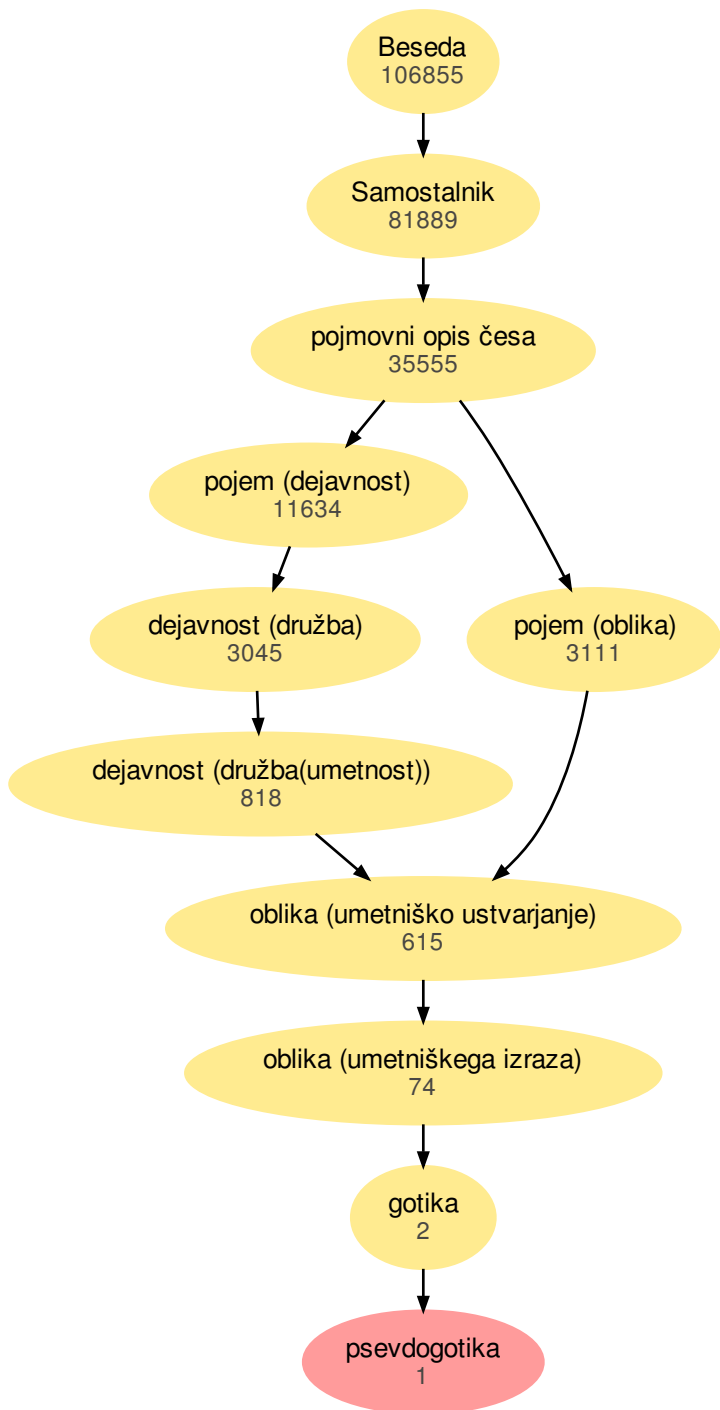 Beseda
106855
Samostalnik
81889
pojmovni opis česa
35555
pojem (dejavnost)
11634
dejavnost (družba)
3045
pojem (oblika)
3111
dejavnost (družba(umetnost))
818
oblika (umetniško ustvarjanje)
615
oblika (umetniškega izraza)
74
gotika
2
psevdogotika
1